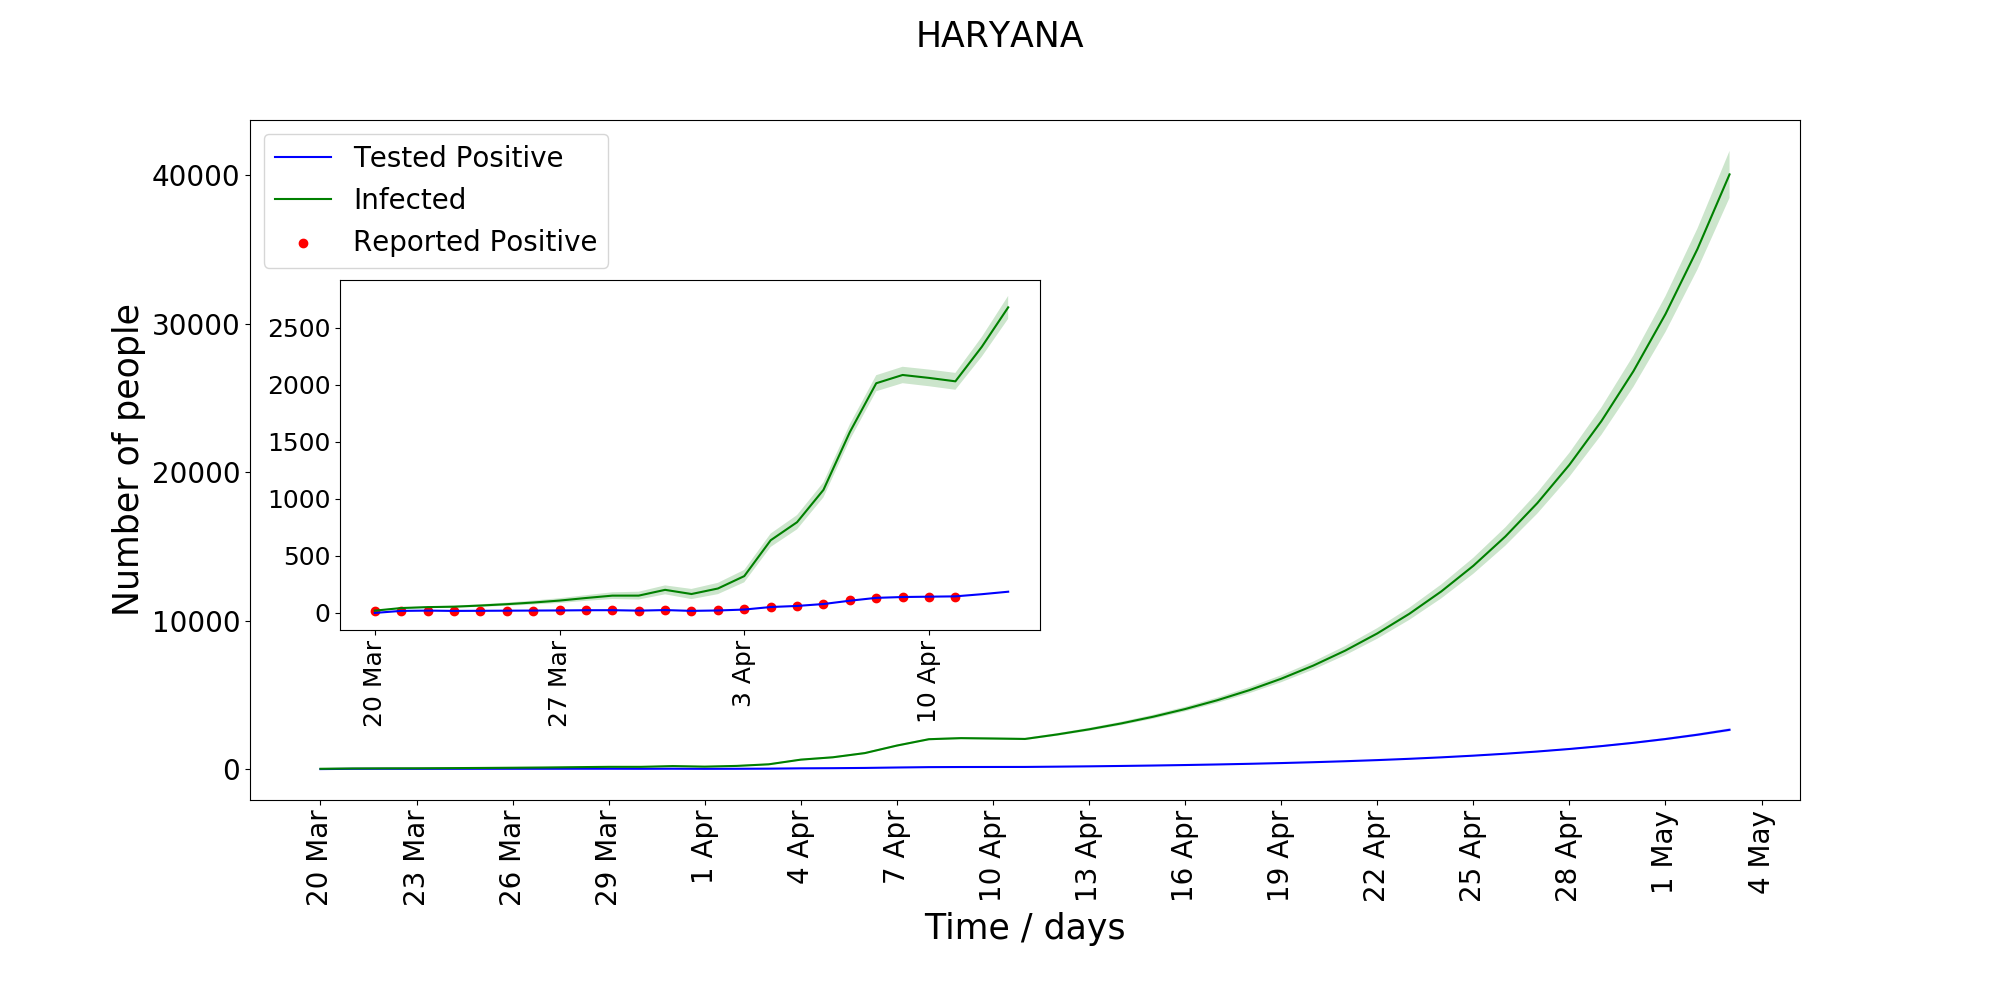 HARYANA
Tested Positive
Infected
Reported Positive
Number of people
40000
30000
20000
10000
0
2500
2000
1500
1000
500
0
20 Mar
27 Mar
3 Apr
10 Apr
20 Mar
23 Mar
26 Mar
29 Mar
1 Apr
4 Apr
7 Apr
10 Apr
13 Apr
16 Apr
19 Apr
22 Apr
25 Apr
28 Apr
1 May
4 May
Time / days